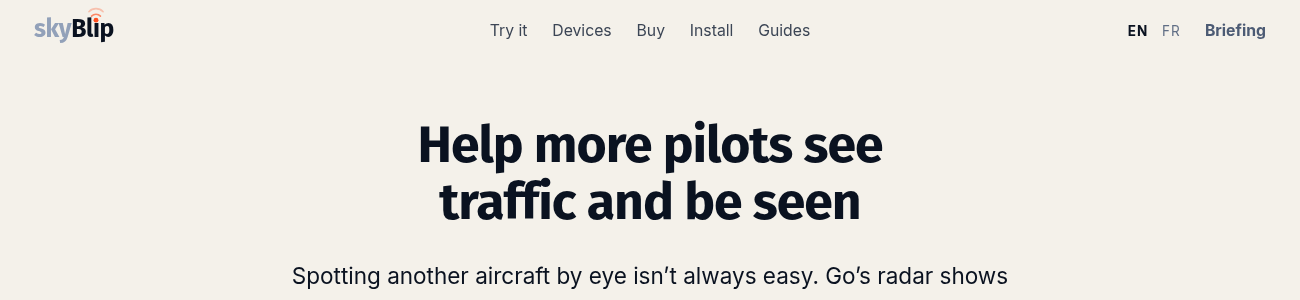 skyBlip
Try it Devices Buy Install Guides
EN FR Briefing
Help more pilots see
traffic and be seen
Spotting another aircraft by eye isn’t always easy. Go’s radar shows